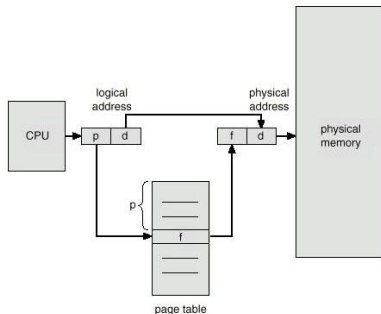 logical
address
physical
address
CPU
p
d
f
d
physical
memory
p
f
page table